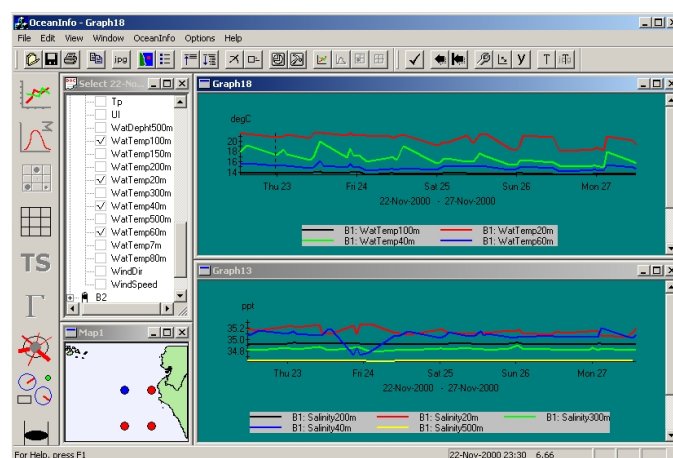 OceanInfo - Graph18
File Edit View Window OceanInfo Options Help
jpg y T
Select 22-No...
Tp
UI
WatDepht500m
WatTemp100m
WatTemp150m
WatTemp200m
WatTemp20m
WatTemp300m
WatTemp40m
WatTemp500m
WatTemp60m
WatTemp7m
WatTemp80m
WindDir
WindSpeed
B2
TS
Γ
Σ
Map1
Graph18
degC
20
18
16
14
Thu 23 Fri 24 Sat 25 Sun 26 Mon 27
22-Nov-2000 - 27-Nov-2000
B1: WatTemp100m B1: WatTemp20m
B1: WatTemp40m B1: WatTemp60m
Graph13
ppt
35.2
35.0
34.8
Thu 23 Fri 24 Sat 25 Sun 26 Mon 27
22-Nov-2000 - 27-Nov-2000
B1: Salinity200m B1: Salinity20m B1: Salinity300m
B1: Salinity40m B1: Salinity500m
For Help, press F1
22-Nov-2000 23:30 6.66